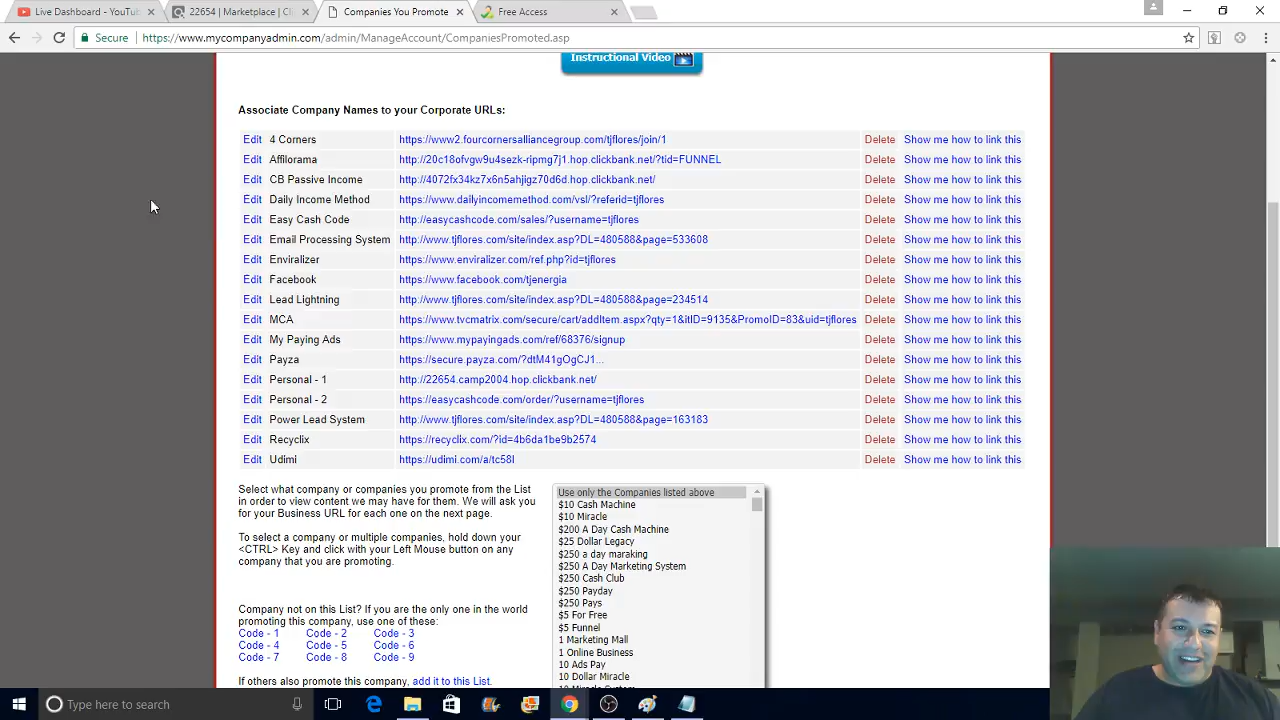 Live Dashboard - YouTub
22654 | Marketplace | Cli
Companies You Promote
Free Access
Secure https://www.mycompanyadmin.com/admin/ManageAccount/CompaniesPromoted.asp
Instructional Video
Associate Company Names to your Corporate URLs:
Edit 4 Corners https://www2.fourcornersalliancegroup.com/tjflores/join/1 Delete Show me how to link this
Edit Affilorama http://20c18ofvgw9u4sezk-ripmg7j1.hop.clickbank.net/?tid=FUNNEL Delete Show me how to link this
Edit CB Passive Income http://4072fx34kz7x6n5ahjigz70d6d.hop.clickbank.net/ Delete Show me how to link this
Edit Daily Income Method https://www.dailyincomemethod.com/vsl/?referid=tjflores Delete Show me how to link this
Edit Easy Cash Code http://easycashcode.com/sales/?username=tjflores Delete Show me how to link this
Edit Email Processing System http://www.tjflores.com/site/index.asp?DL=480588&page=533608 Delete Show me how to link this
Edit Enviralizer https://www.enviralizer.com/ref.php?id=tjflores Delete Show me how to link this
Edit Facebook https://www.facebook.com/tjenergia Delete Show me how to link this
Edit Lead Lightning http://www.tjflores.com/site/index.asp?DL=480588&page=234514 Delete Show me how to link this
Edit MCA https://www.tvcmatrix.com/secure/cart/addItem.aspx?qty=1&itID=9135&PromoID=83&uid=tjflores Delete Show me how to link this
Edit My Paying Ads https://www.mypayingads.com/ref/68376/signup Delete Show me how to link this
Edit Payza https://secure.payza.com/?dtM41gOgCJ1... Delete Show me how to link this
Edit Personal - 1 http://22654.camp2004.hop.clickbank.net/ Delete Show me how to link this
Edit Personal - 2 https://easycashcode.com/order/?username=tjflores Delete Show me how to link this
Edit Power Lead System http://www.tjflores.com/site/index.asp?DL=480588&page=163183 Delete Show me how to link this
Edit Recyclix https://recyclix.com/?id=4b6da1be9b2574 Delete Show me how to link this
Edit Udimi https://udimi.com/a/tc58l Delete Show me how to link this
Select what company or companies you promote from the List
in order to view content we may have for them. We will ask you
for your Business URL for each one on the next page.
To select a company or multiple companies, hold down your
<CTRL> Key and click with your Left Mouse button on any
company that you are promoting.
Company not on this List? If you are the only one in the world
promoting this company, use one of these:
Code - 1 Code - 2 Code - 3
Code - 4 Code - 5 Code - 6
Code - 7 Code - 8 Code - 9
If others also promote this company, add it to this List.
Use only the Companies listed above
$10 Cash Machine
$10 Miracle
$200 A Day Cash Machine
$25 Dollar Legacy
$250 a day maraking
$250 A Day Marketing System
$250 Cash Club
$250 Payday
$250 Pays
$5 For Free
$5 Funnel
1 Marketing Mall
1 Online Business
10 Ads Pay
10 Dollar Miracle
10 Miracle System
Type here to search